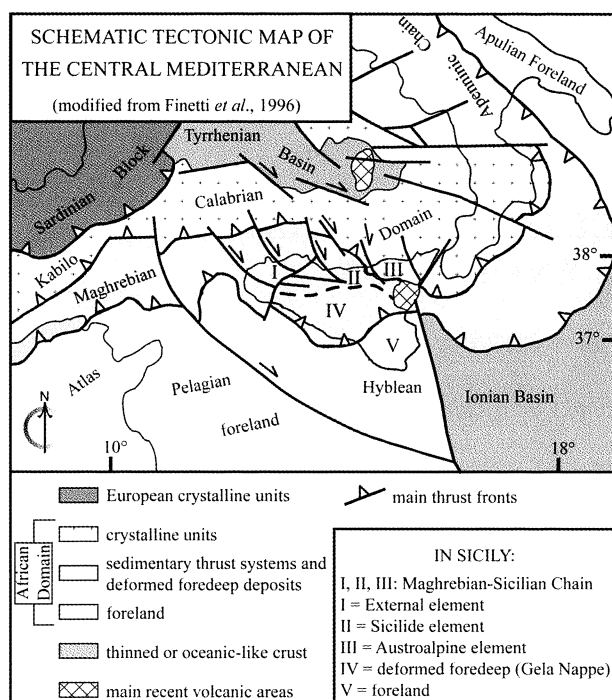 SCHEMATIC TECTONIC MAP OF
THE CENTRAL MEDITERRANEAN
(modified from Finetti et al., 1996)
Apulian Foreland
Chain
Apenninic
Tyrrhenian
Basin
Sardinian Block
Calabrian
Domain
Kabilo
Maghrebian
I
II
III
IV
V
38°
37°
Atlas
Pelagian
foreland
Hyblean
Ionian Basin
N
10°
18°
European crystalline units
main thrust fronts
African
Domain
crystalline units
sedimentary thrust systems and
deformed foredeep deposits
foreland
thinned or oceanic-like crust
main recent volcanic areas
IN SICILY:
I, II, III: Maghrebian-Sicilian Chain
I = External element
II = Sicilide element
III = Austroalpine element
IV = deformed foredeep (Gela Nappe)
V = foreland